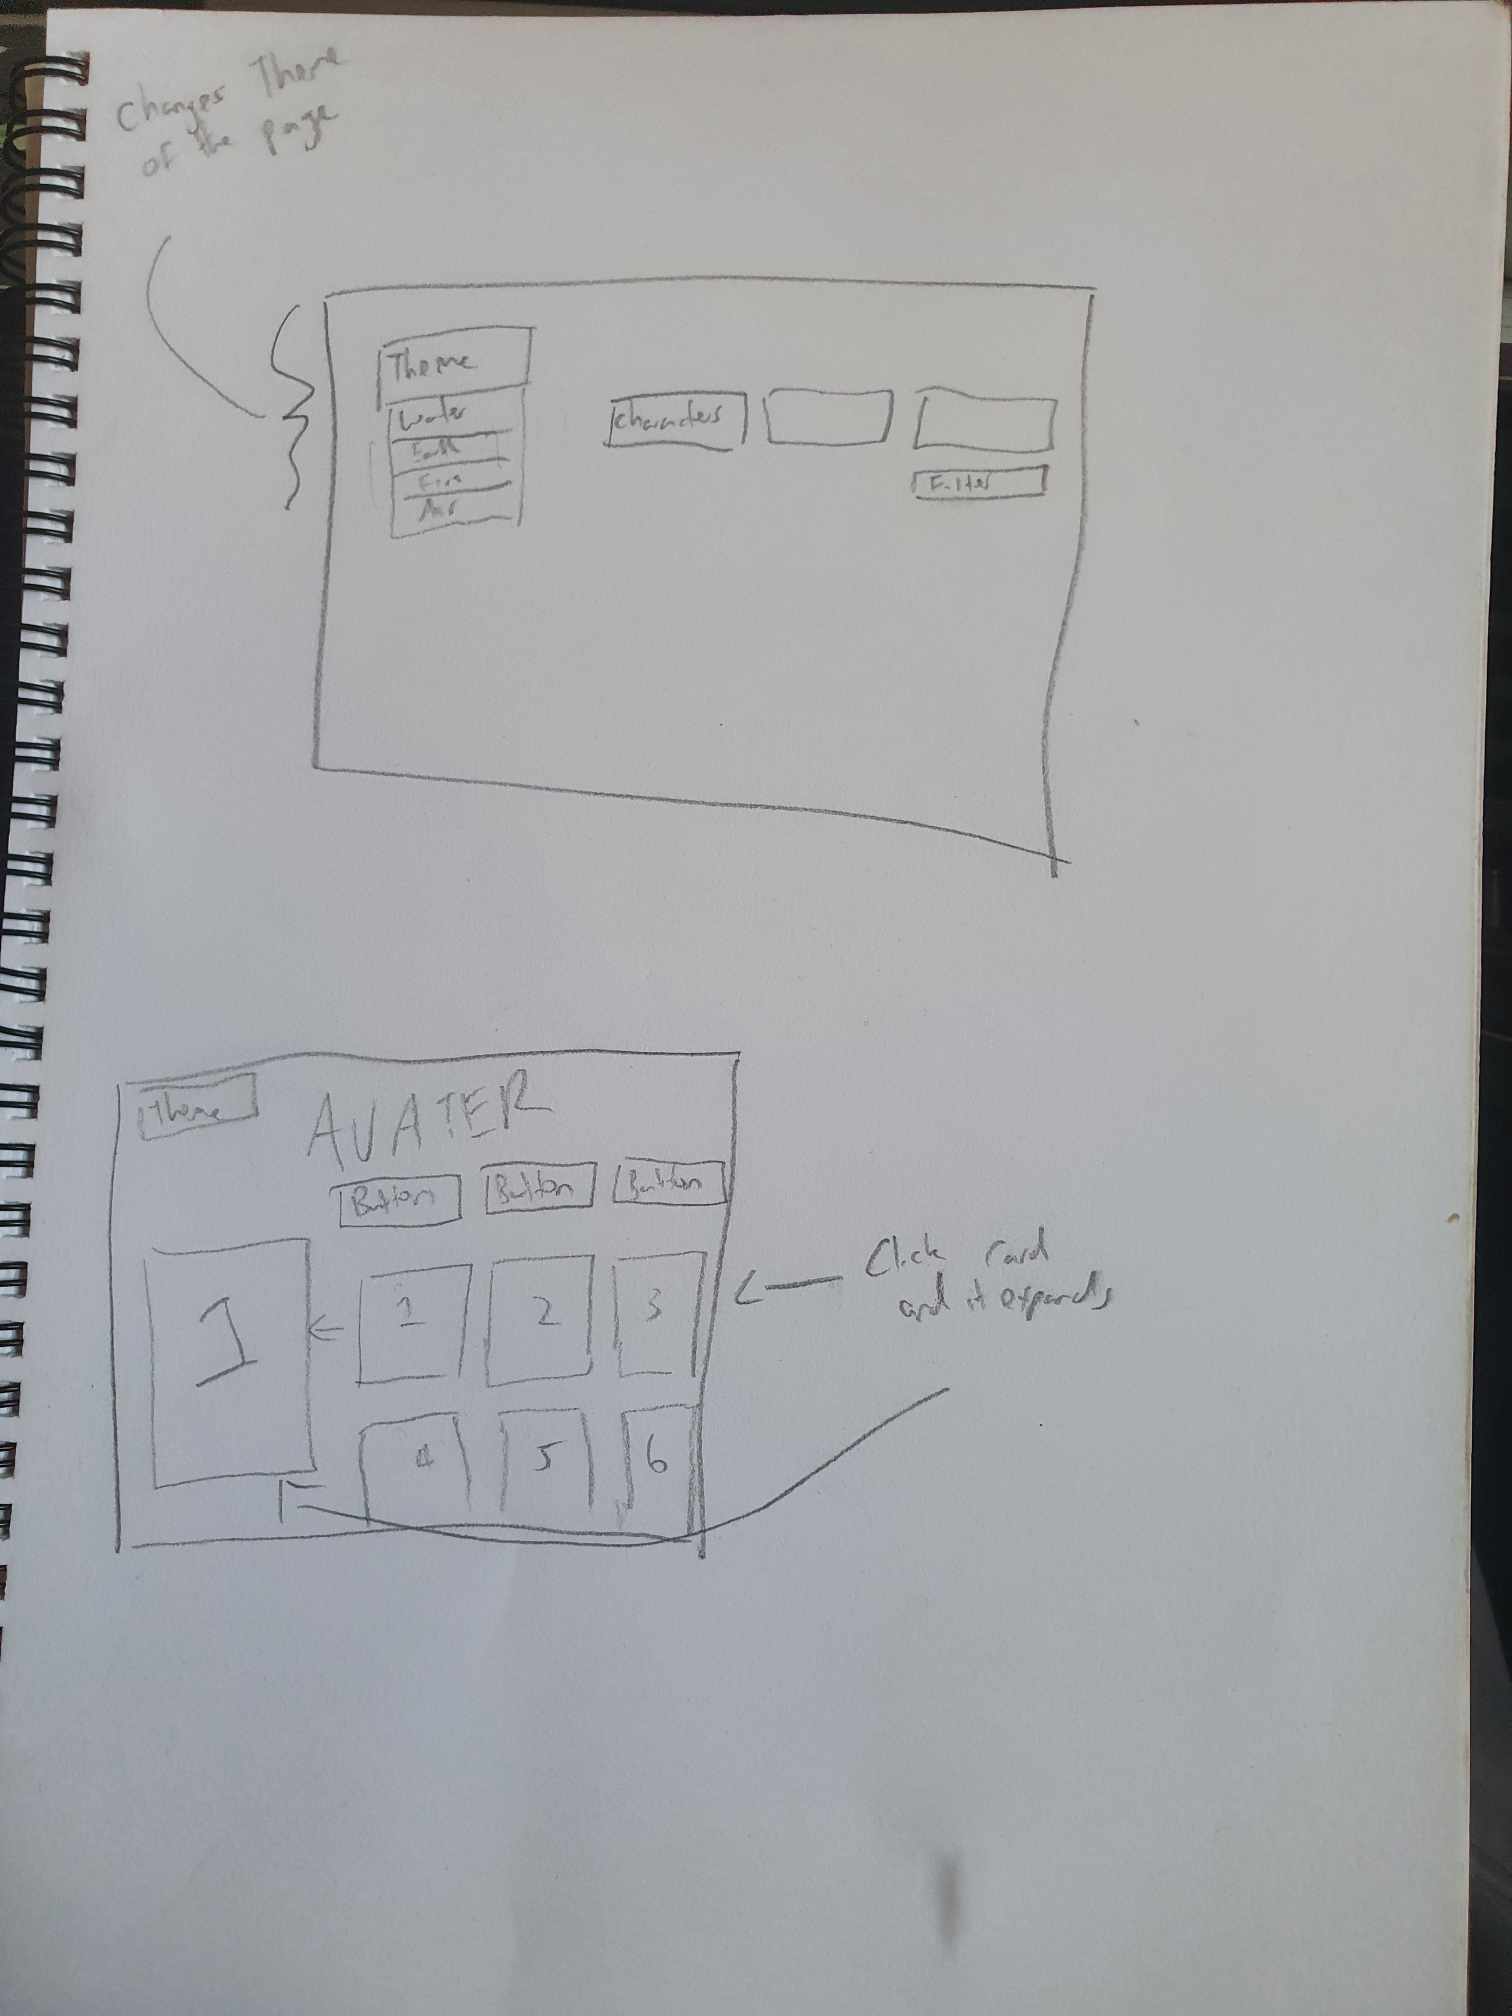 Changes Theme
of the page
Theme
Water
Earth
Fire
Air
Characters
Filter
Theme
AVATER
Button
Button
Button
1
1
2
3
4
5
6
Click card
and it expands